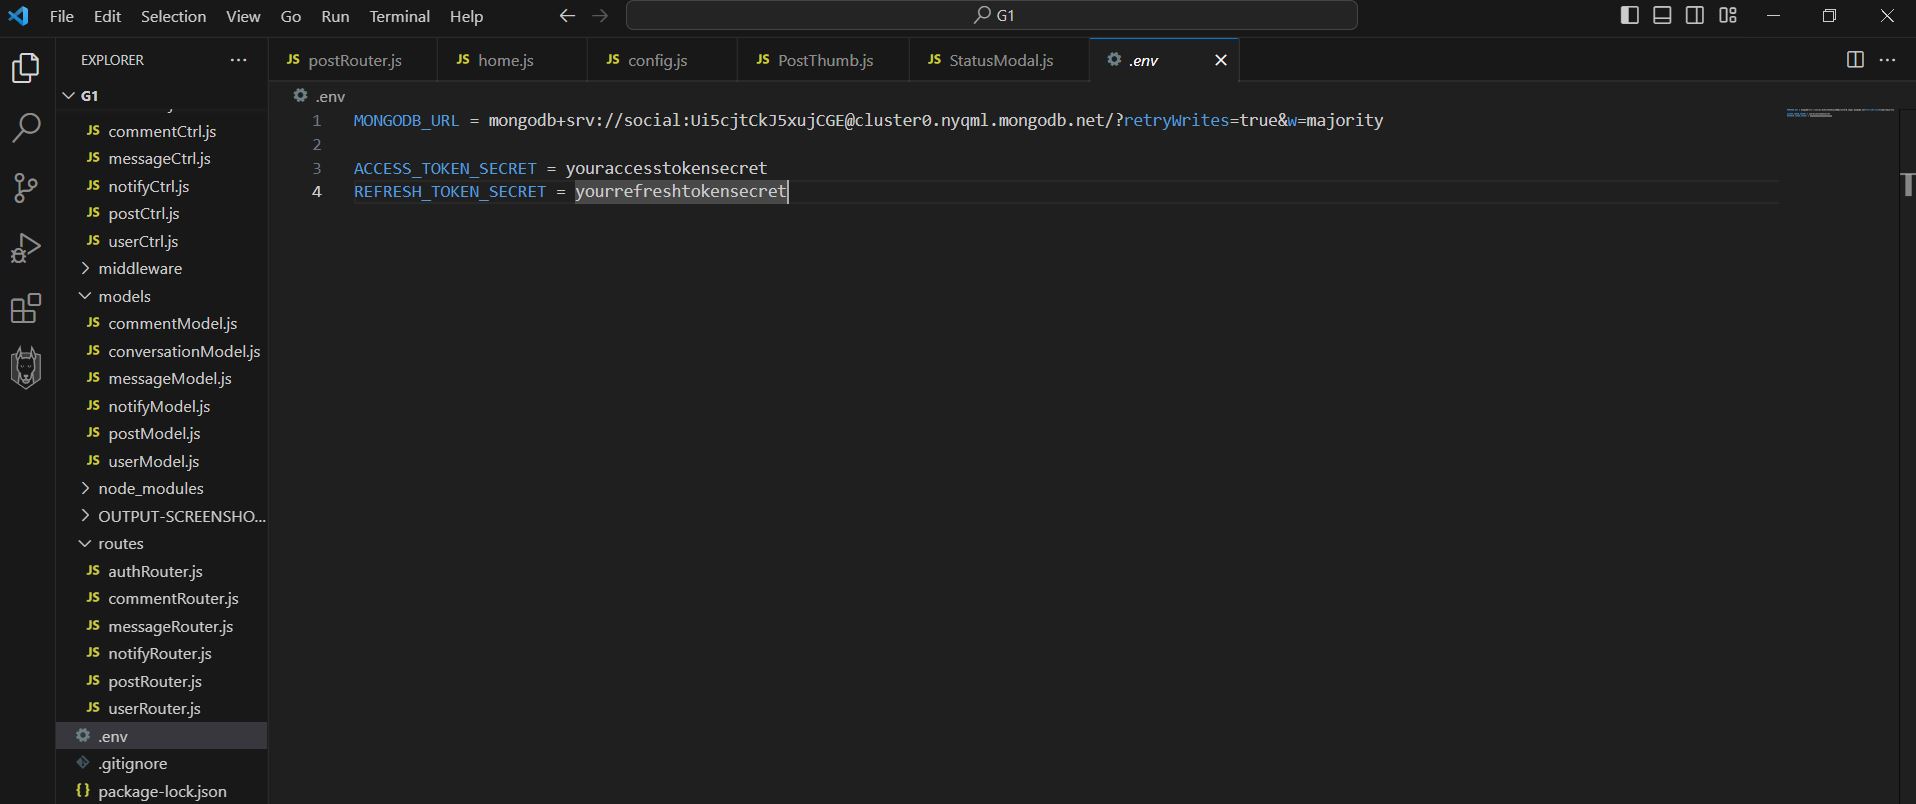 File Edit Selection View Go Run Terminal Help
G1
EXPLORER
JS postRouter.js
JS home.js
JS config.js
JS PostThumb.js
JS StatusModal.js
.env
G1
JS commentCtrl.js
JS messageCtrl.js
JS notifyCtrl.js
JS postCtrl.js
JS userCtrl.js
middleware
models
JS commentModel.js
JS conversationModel.js
JS messageModel.js
JS notifyModel.js
JS postModel.js
JS userModel.js
node_modules
OUTPUT-SCREENSHO...
routes
JS authRouter.js
JS commentRouter.js
JS messageRouter.js
JS notifyRouter.js
JS postRouter.js
JS userRouter.js
.env
.gitignore
{} package-lock.json
.env
1 MONGODB_URL = mongodb+srv://social:Ui5cjtCkJ5xujCGE@cluster0.nyqml.mongodb.net/?retryWrites=true&w=majority
2
3 ACCESS_TOKEN_SECRET = youraccesstokensecret
4 REFRESH_TOKEN_SECRET = yourrefreshtokensecret